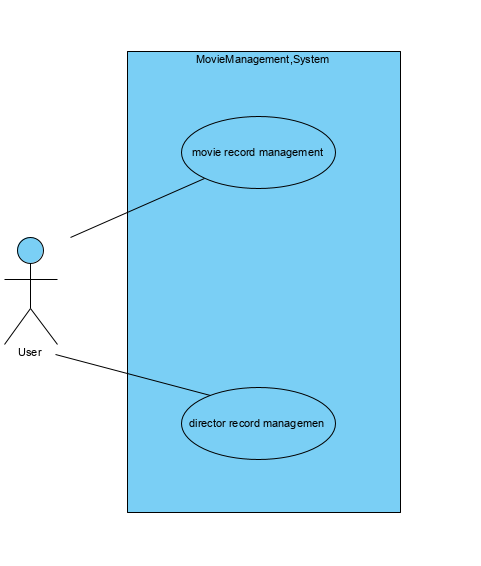 MovieManagement,System
movie record management
User
director record managemen